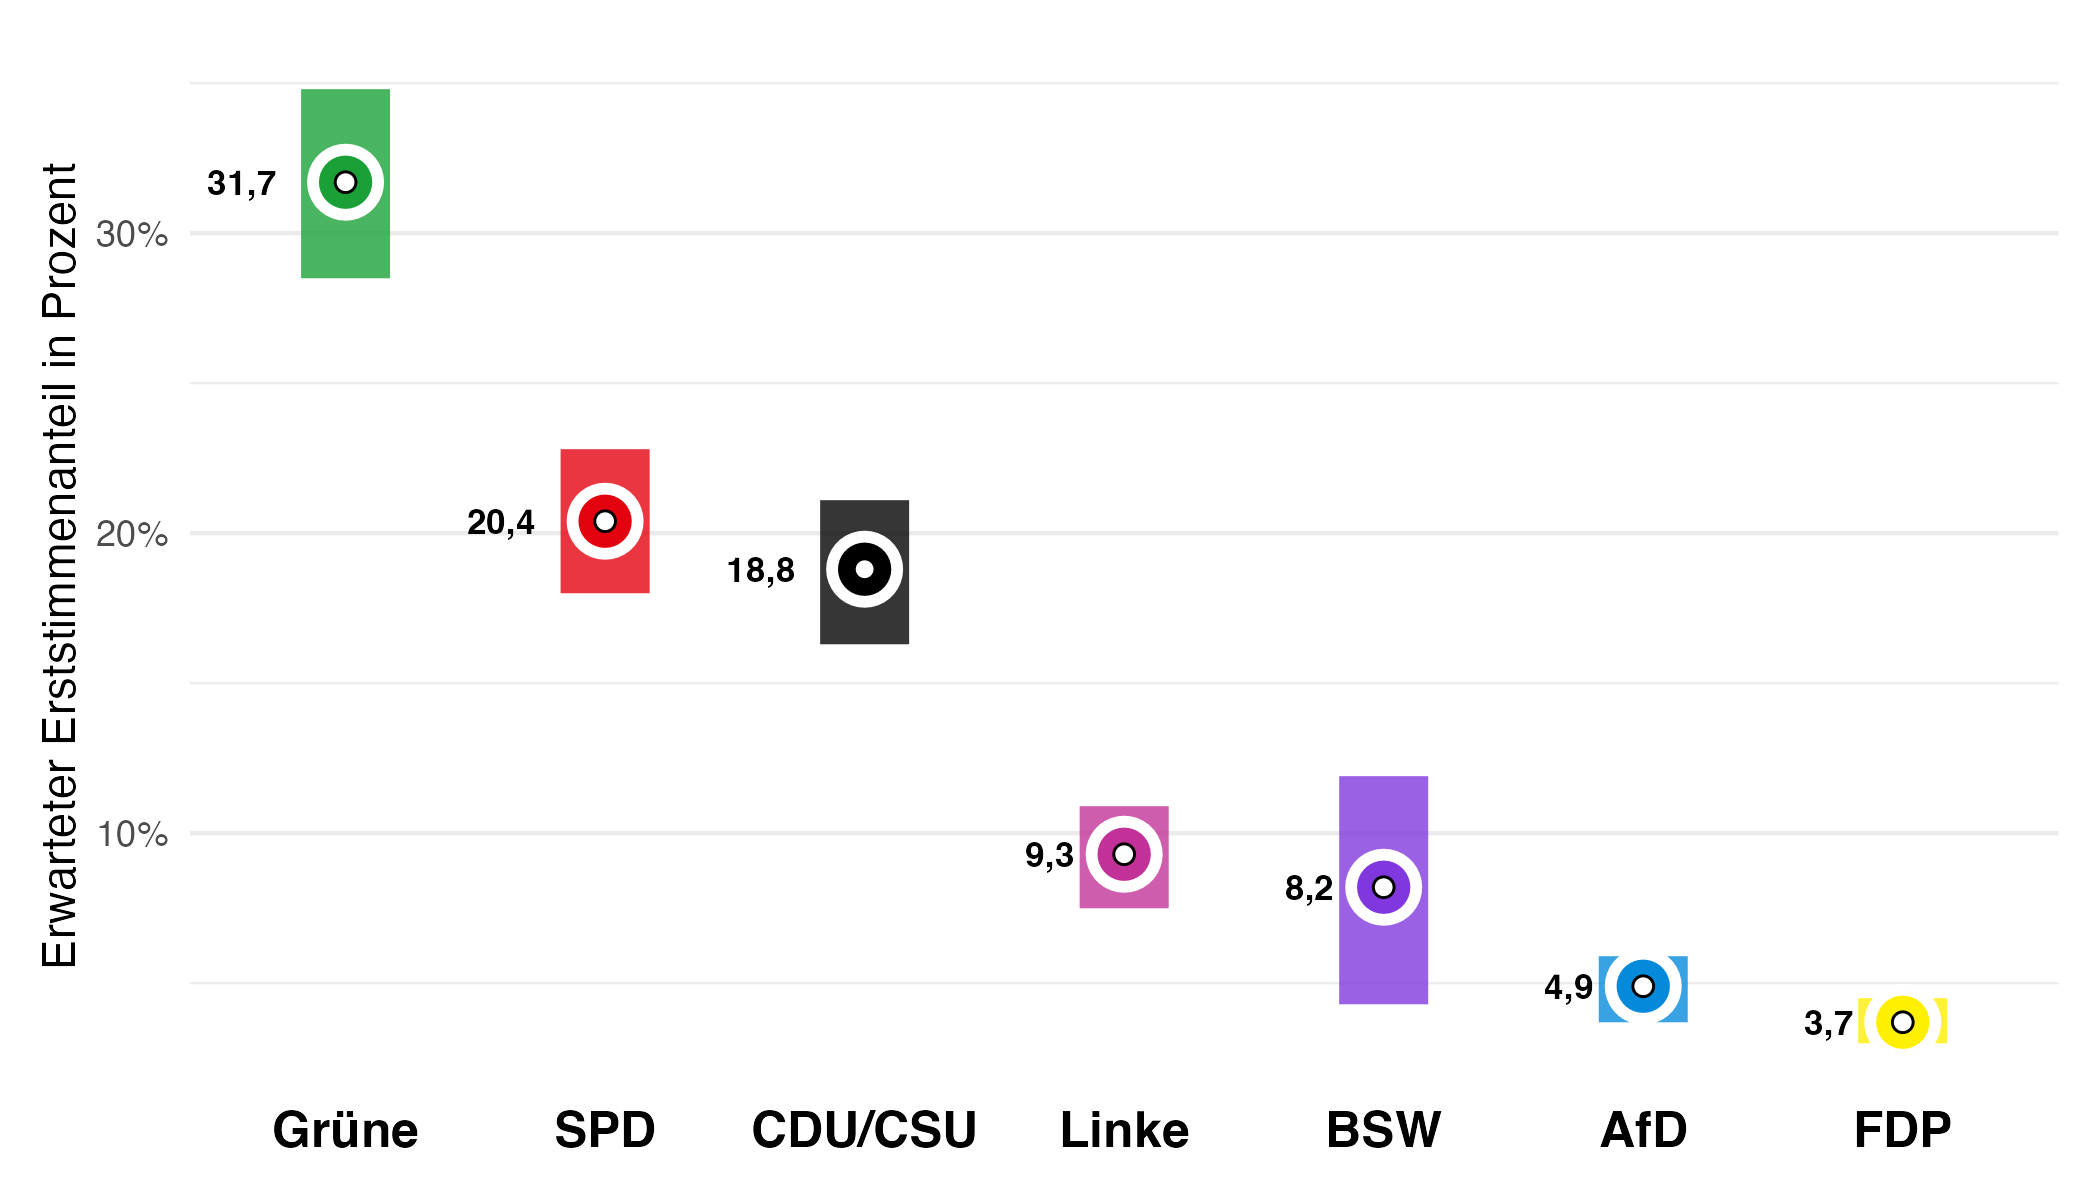 Erwarteter Erststimmenanteil in Prozent
30%
20%
10%
31,7
20,4
18,8
9,3
8,2
4,9
3,7
Grüne
SPD
CDU/CSU
Linke
BSW
AfD
FDP